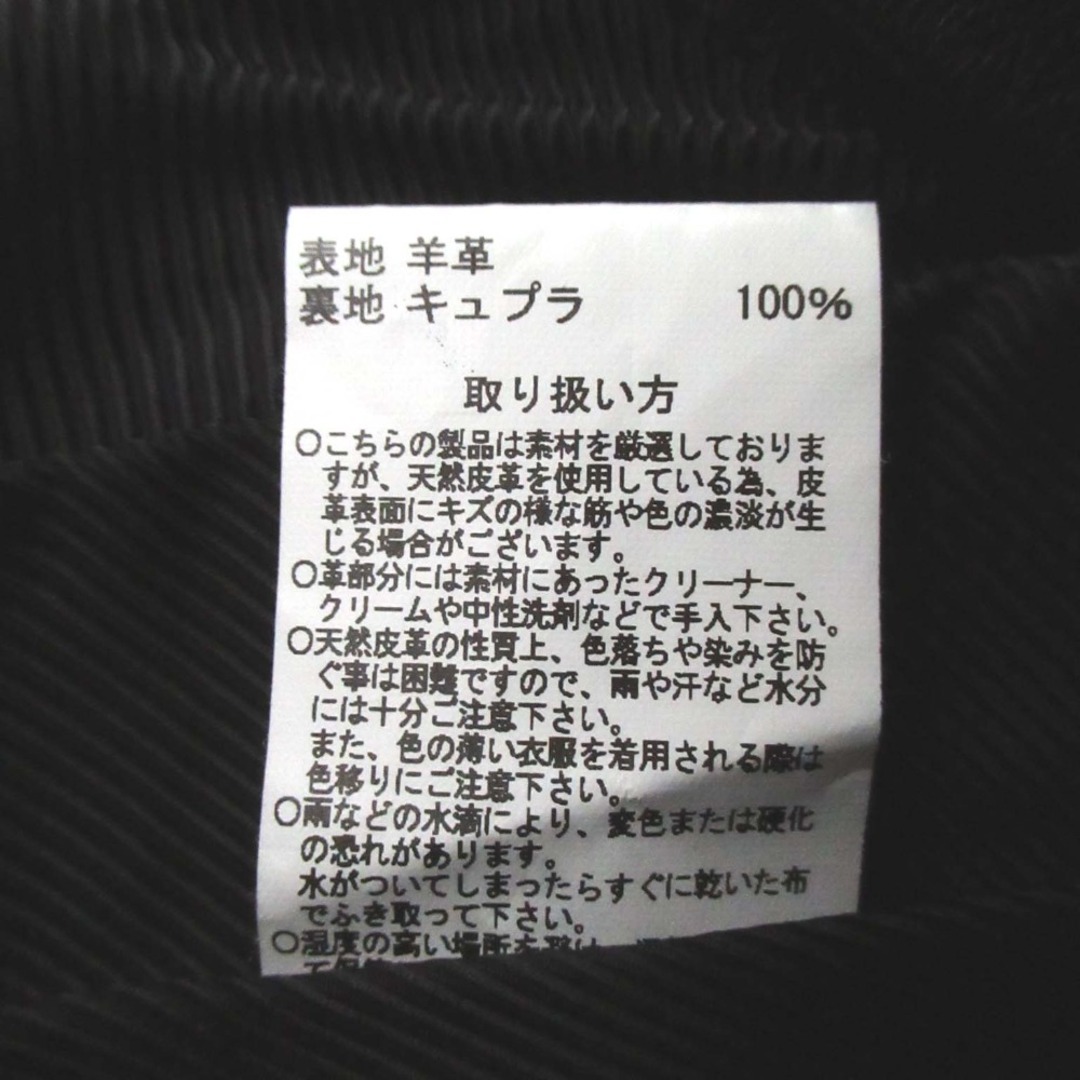 表地 羊革
裏地 キュプラ 100%
取り扱い方
○こちらの製品は素材を厳選しておりま
すが、天然皮革を使用している為、皮
革表面にキズの様な筋や色の濃淡が生
じる場合がございます。
○革部分には素材にあったクリーナー、
クリームや中性洗剤などで手入下さい。
○天然皮革の性質上、色落ちや染みを防
ぐ事は困難ですので、雨や汗など水分
には十分ご注意下さい。
また、色の薄い衣服を着用される際は
色移りにご注意下さい。
○雨などの水滴により、変色または硬化
の恐れがあります。
水がついてしまったらすぐに乾いた布
でふき取って下さい。
○湿度の高い場所を避け、